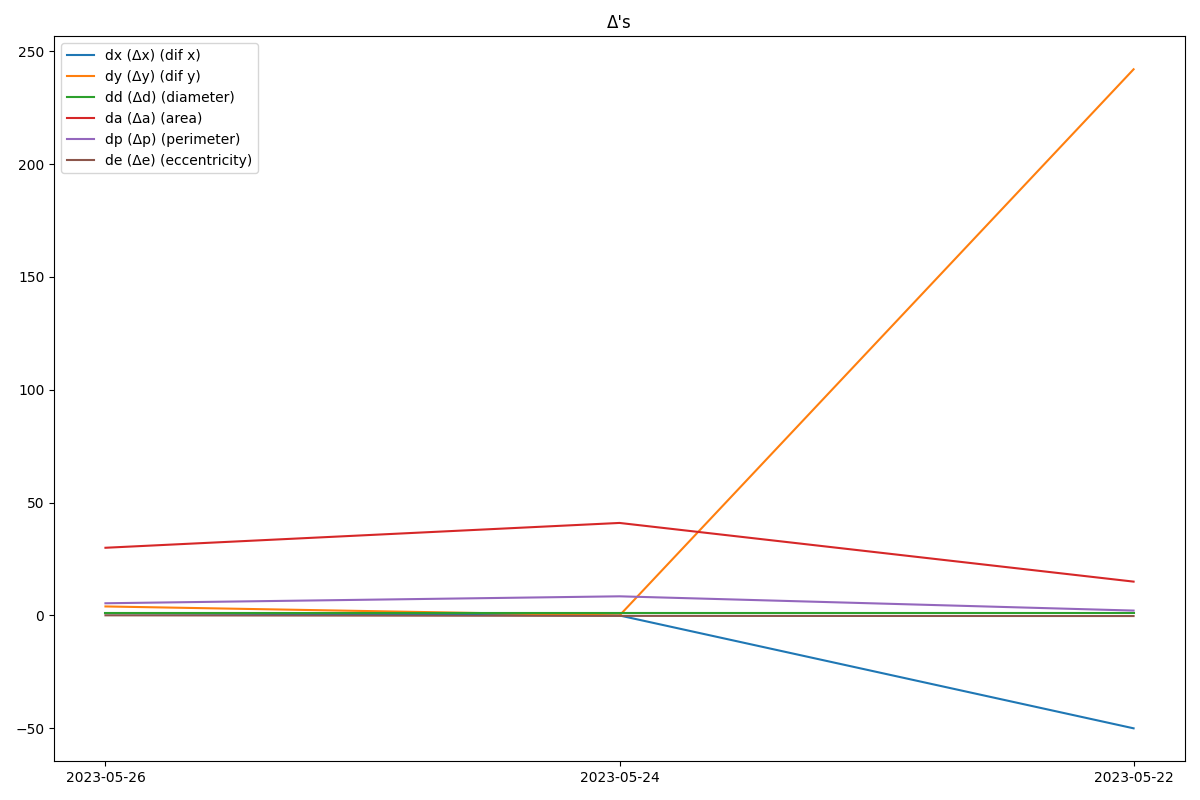 Δ's
dx (Δx) (dif x)
dy (Δy) (dif y)
dd (Δd) (diameter)
da (Δa) (area)
dp (Δp) (perimeter)
de (Δe) (eccentricity)
250
200
150
100
50
0
−50
2023-05-26 2023-05-24 2023-05-22